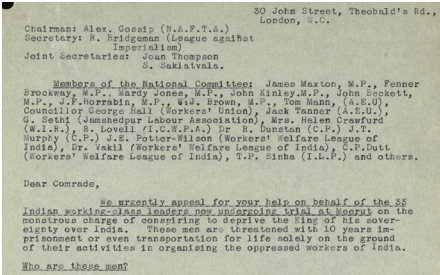 30 John Street, Theobald's Rd.,
London, W.C.
Chairman: Alex. Gossip (N.A.F.T.A.)
Secretary: R. Bridgeman (League against
Imperialism)
Joint Secretaries: Joan Thompson
S. Saklatvala.
Members of the National Committee: James Maxton, M.P., Fenner
Brockway, M.P. Mardy Jones, M.P., John Kinley.M.P., John Beckett,
M.P., J.F.Horrabin, M.P., W.J. Brown, M.P., Tom Mann, (A.E.U),
Councillor George Hall (Workers' Union), Jack Tanner (A.E.U.),
G. Sethi (Jamshedpur Labour Association), Mrs. Helen Crawfurd
(W.I.R.), R. Lovell (I.C.W.P.A.) Dr R. Dunstan (C.P.) J.T.
Murphy (C.P.) J.E. Potter-Wilson (Workers' Welfare League of
India), Dr. Vakil (Workers' Welfare League of India), C.P.Dutt
(Workers' Welfare League of India), T.P. Sinha (I.L.P.) and others.
Dear Comrade,
We urgently appeal for your help on behalf of the 33
Indian working-class leaders now undergoing trial at Meerut on the
monstrous charge of conspiring to deprive the King of his sover-
eignty over India. These men are threatened with 10 years im-
prisonment or even transportation for life solely on the ground
of their activities in organising the oppressed workers of India.
Who are these men?